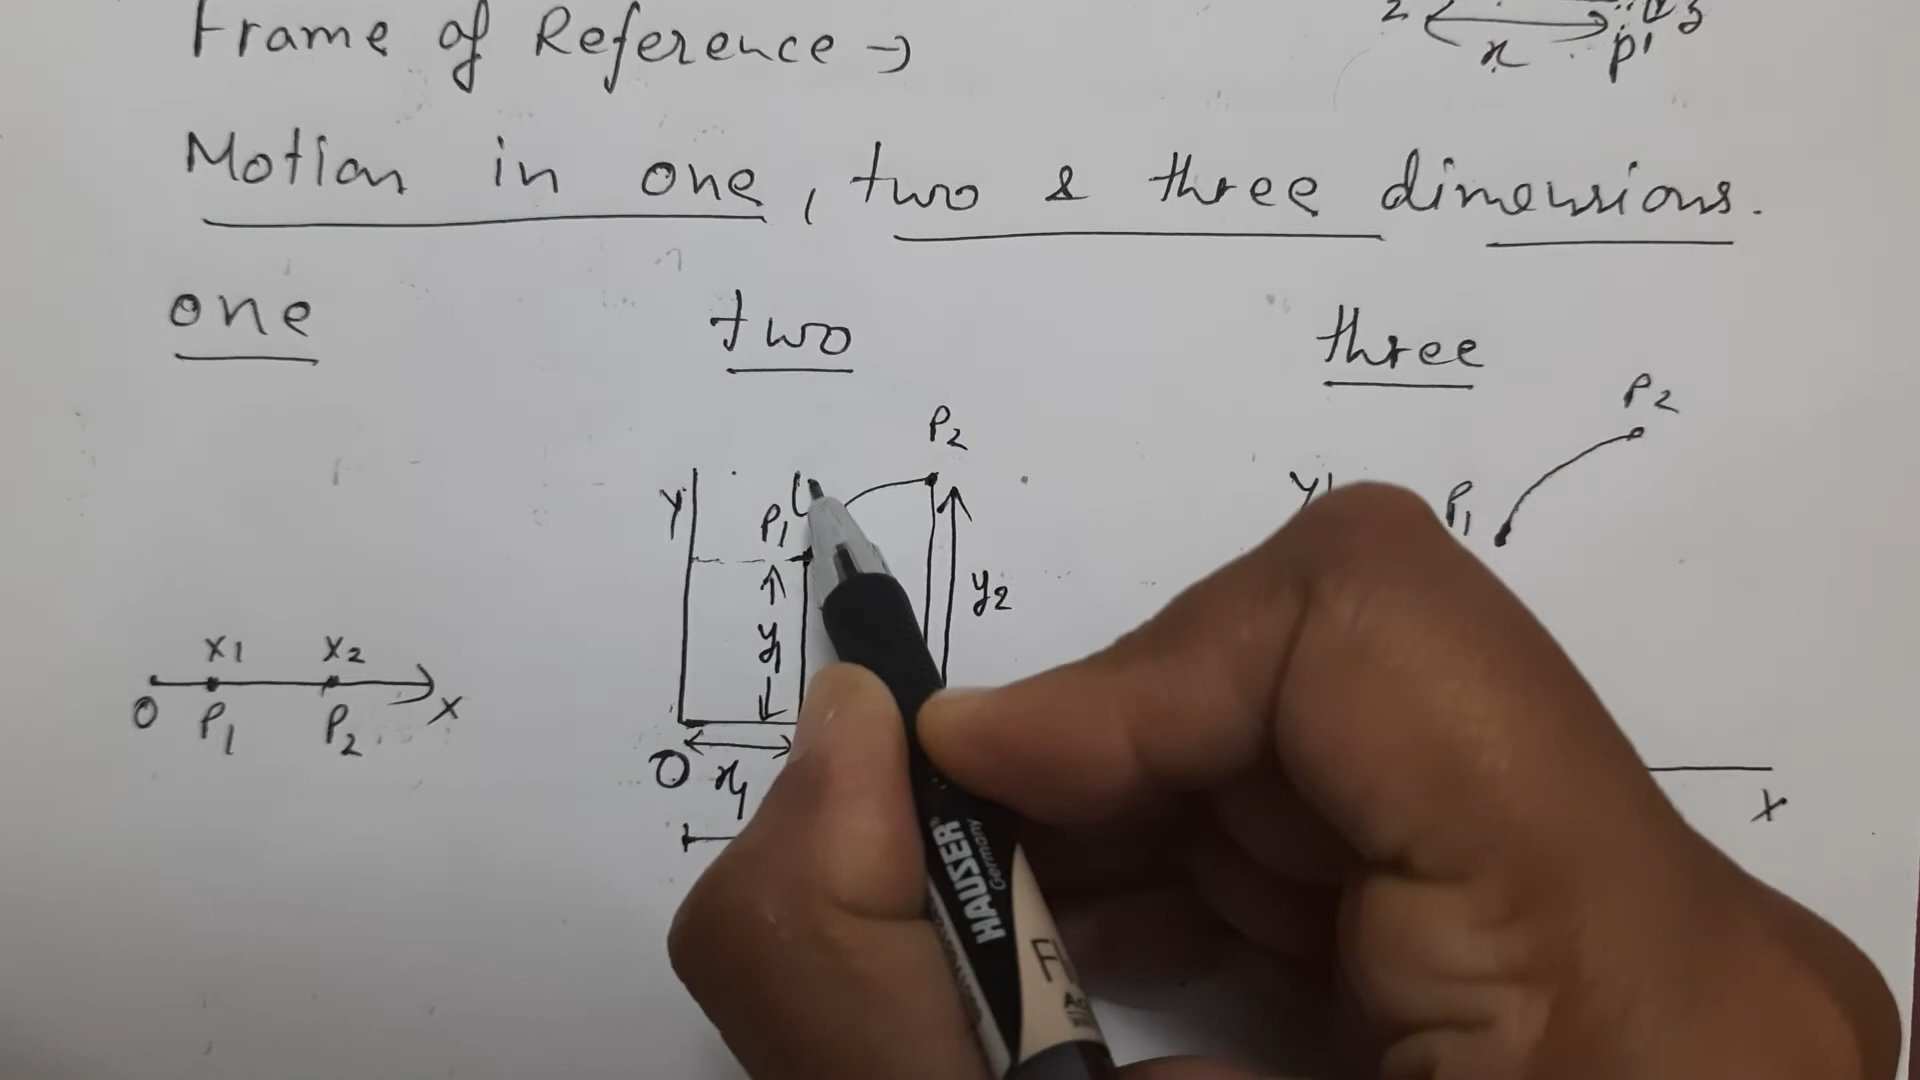 Frame of Reference →
z x P' 3
Motion in one, two & three dimensions.
one two three
P2 P2
y P1( y P1
y1 y2
x1 x2
O P1 P2 x
O x1 x
HAUSER
Germany